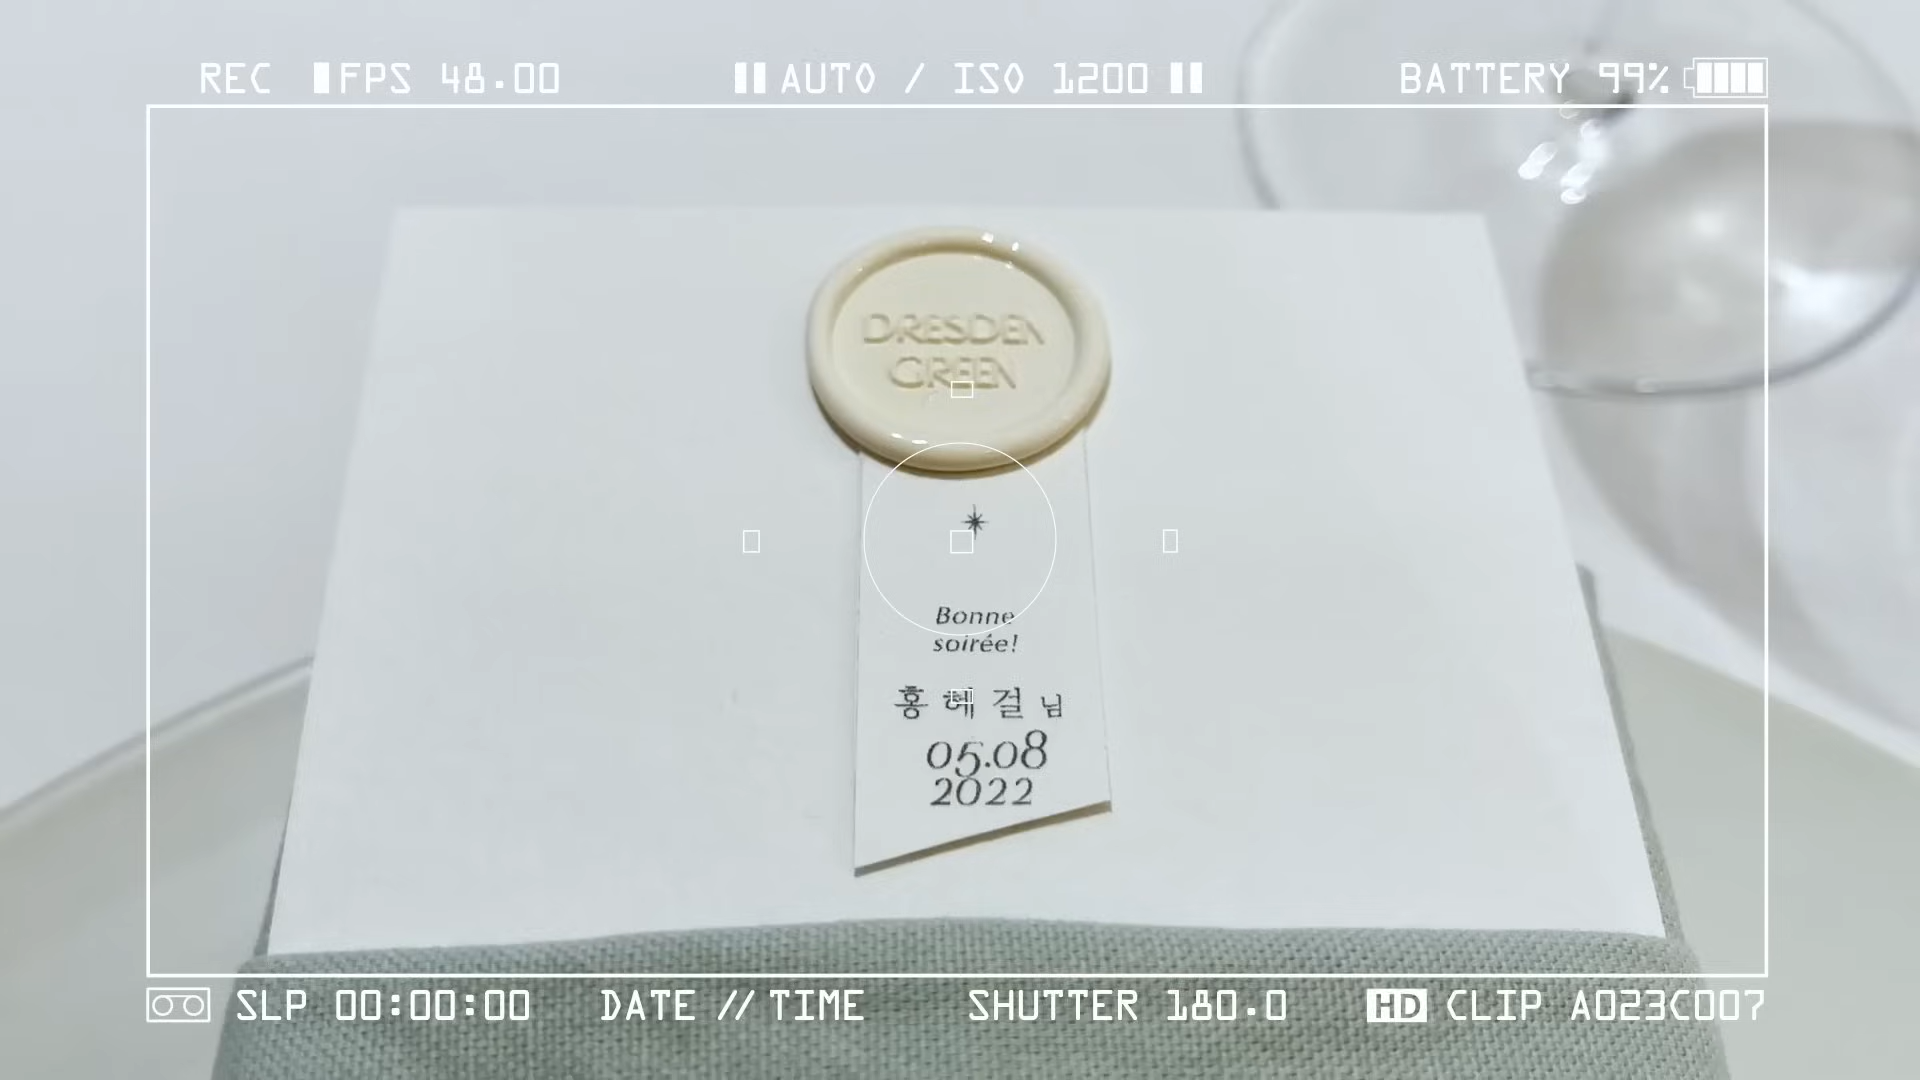 REC FPS 48.00 AUTO / ISO 1200 BATTERY 99%
DRESDEN
GREEN
Bonne
soirée!
홍혜걸 님
05.08
2022
SLP 00:00:00 DATE // TIME SHUTTER 180.0 HD CLIP A023C007